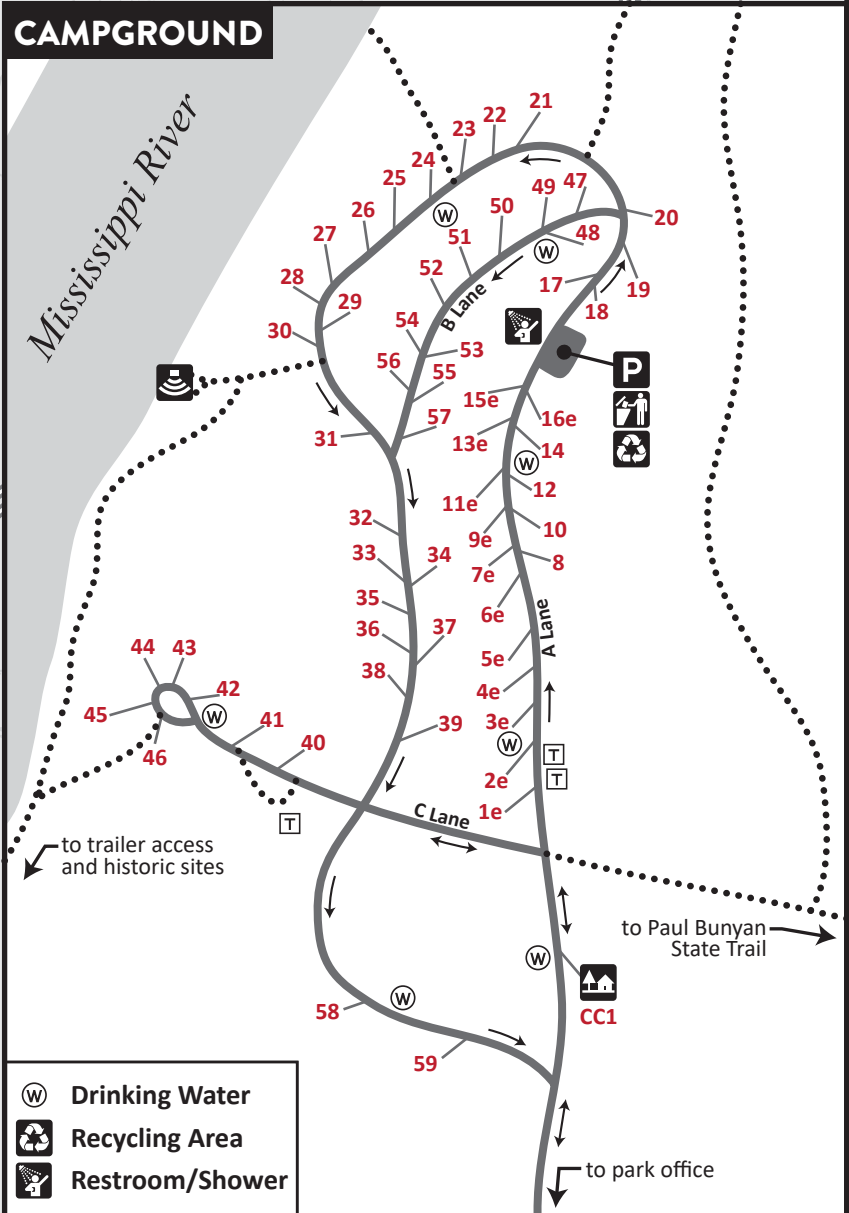 CAMPGROUND
Mississippi River
21
22
23
24
25
26
27
28
29
30
31
49
47
50
48
51
52
20
B Lane
17
18
19
54
53
56
55
57
P
15e
16e
13e
14
W
W
W
11e
12
9e
10
7e
8
6e
32
33
34
35
36
37
38
39
A Lane
5e
4e
3e
W
T
2e
T
1e
44
43
42
45
W
41
46
40
T
C Lane
to trailer access
and historic sites
to Paul Bunyan
State Trail
W
CC1
58
W
59
W Drinking Water
Recycling Area
Restroom/Shower
to park office